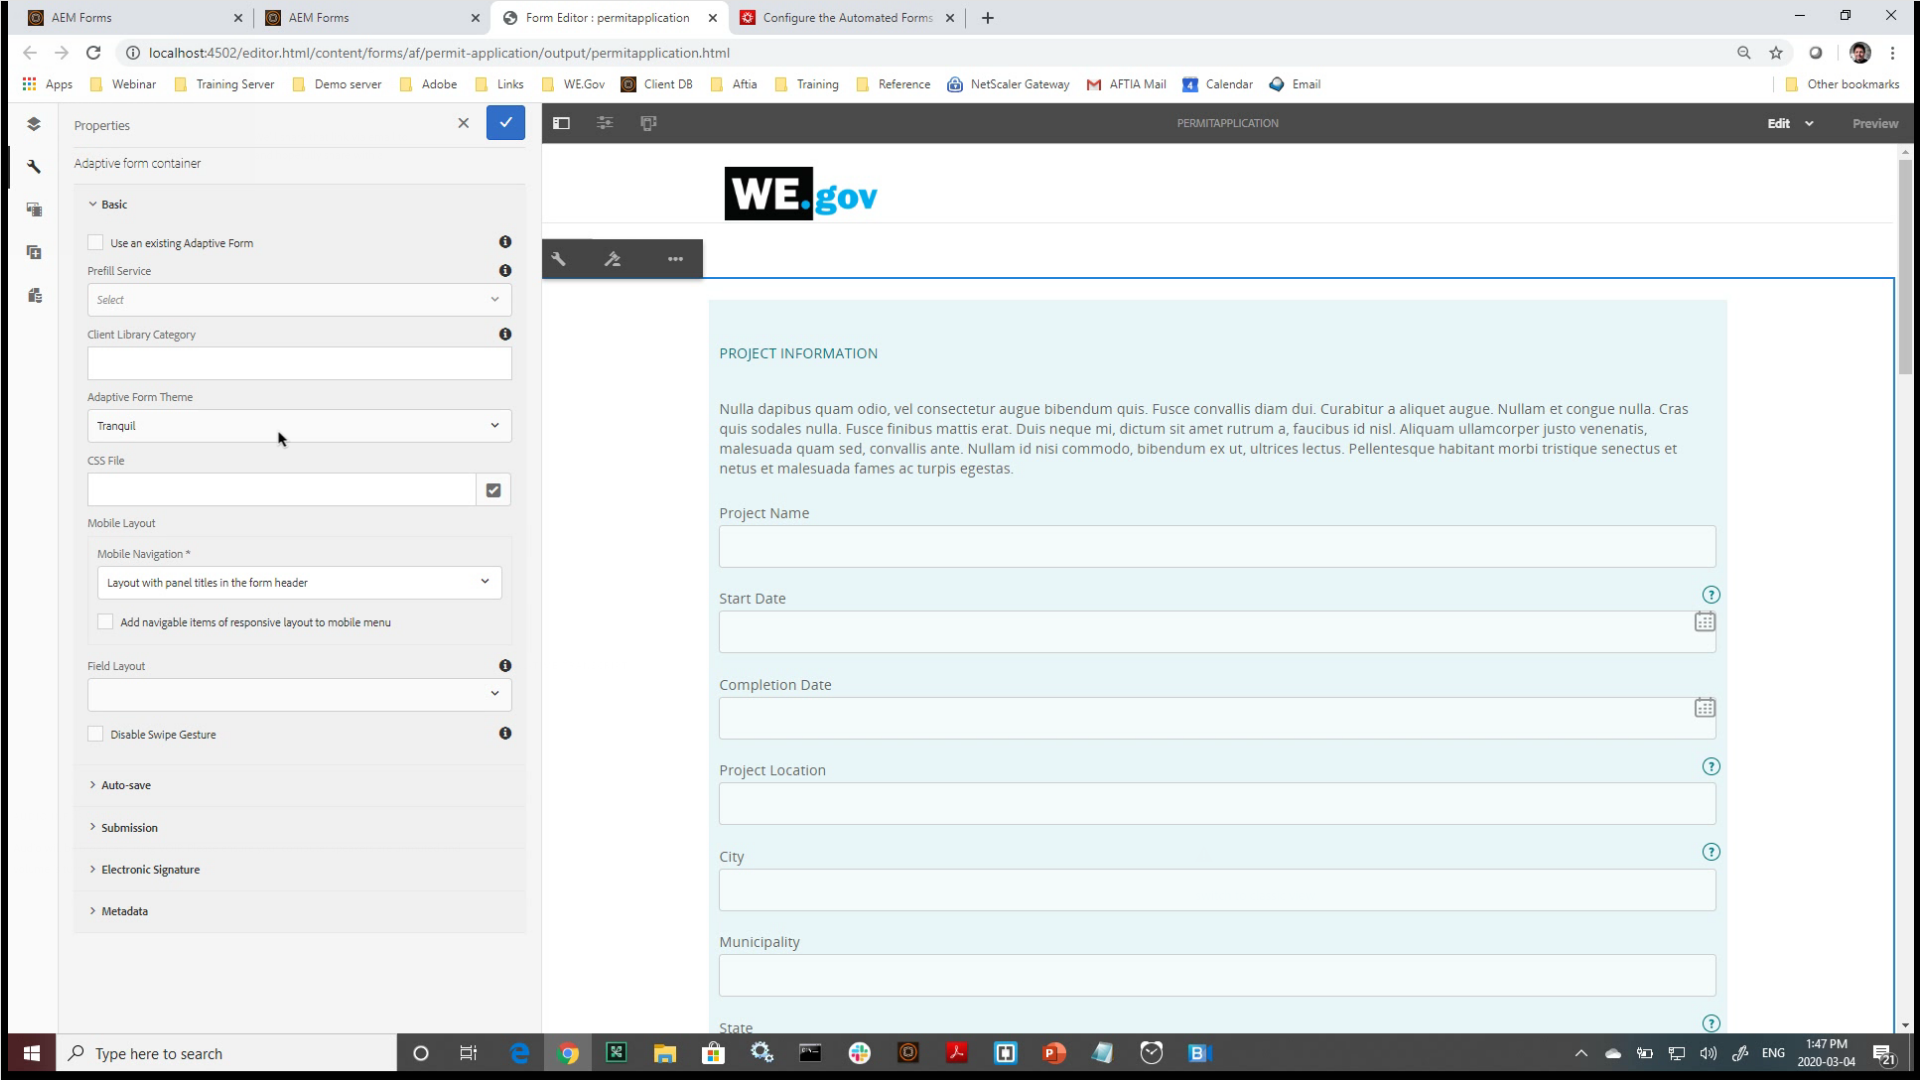 AEM Forms
AEM Forms
Form Editor : permitapplication
Configure the Automated Forms
localhost:4502/editor.html/content/forms/af/permit-application/output/permitapplication.html
Apps
Webinar
Training Server
Demo server
Adobe
Links
WE.Gov
Client DB
Aftia
Training
Reference
NetScaler Gateway
AFTIA Mail
Calendar
Email
Other bookmarks
Properties
Adaptive form container
Basic
Use an existing Adaptive Form
Prefill Service
Select
Client Library Category
Adaptive Form Theme
Tranquil
CSS File
Mobile Layout
Mobile Navigation *
Layout with panel titles in the form header
Add navigable items of responsive layout to mobile menu
Field Layout
Disable Swipe Gesture
Auto-save
Submission
Electronic Signature
Metadata
PERMITAPPLICATION
Edit
Preview
WE.gov
PROJECT INFORMATION
Nulla dapibus quam odio, vel consectetur augue bibendum quis. Fusce convallis diam dui. Curabitur a aliquet augue. Nullam et congue nulla. Cras
quis sodales nulla. Fusce finibus mattis erat. Duis neque mi, dictum sit amet rutrum a, faucibus id nisl. Aliquam ullamcorper justo venenatis,
malesuada quam sed, convallis ante. Nullam id nisi commodo, bibendum ex ut, ultrices lectus. Pellentesque habitant morbi tristique senectus et
netus et malesuada fames ac turpis egestas.
Project Name
Start Date
Completion Date
Project Location
City
Municipality
State
Type here to search
ENG
1:47 PM
2020-03-04
21